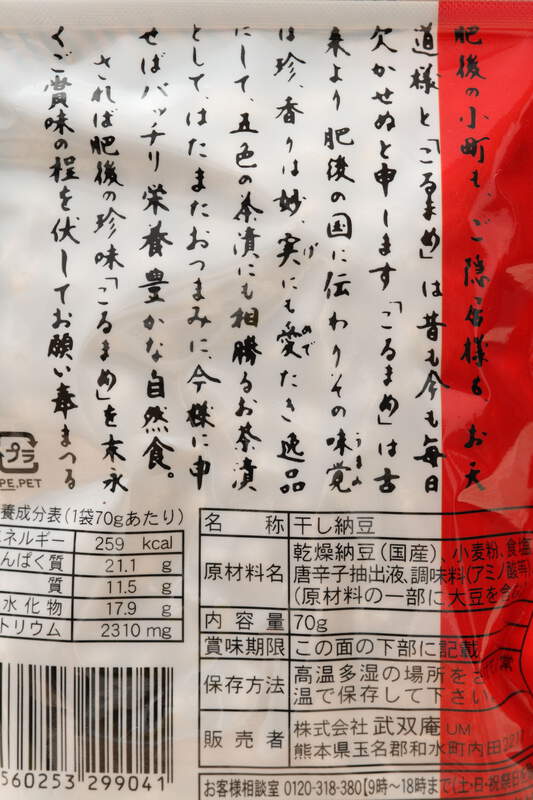 肥後の小町も、ご隠居様も、お天
道様と「こるまめ」は昔も今も毎日
欠かせぬと申します「こるまめ」は古
来より肥後の国に伝わりその味覚
うまみ
は珍、香りは妙、実にも愛たき逸品
げ
めで
にして、五色の茶漬にも相勝るお茶漬
として、はたまたおつまみに、今様に申
せばバッチリ栄養豊かな自然食。
されば肥後の珍味「こるまめ」を末永
くご賞味の程を伏してお願い奉まつる
プラ
PE,PET
養成分表(1袋70gあたり)
エネルギー 259 kcal
んぱく質 21.1 g
質 11.5 g
水化物 17.9 g
トリウム 2310 mg
560253 299041
名 称 干し納豆
原材料名 乾燥納豆(国産)、小麦粉、食塩
唐辛子抽出液、調味料(アミノ酸等)
(原材料の一部に大豆を含
内 容 量 70g
賞味期限 この面の下部に記載
保存方法 高温多湿の場所をさ 常
温で保存して下さい
販 売 者 株式会社 武双庵 UM
熊本県玉名郡和水町内田
お客様相談室 0120-318-380【9時〜18時まで(土・日・祝祭日を